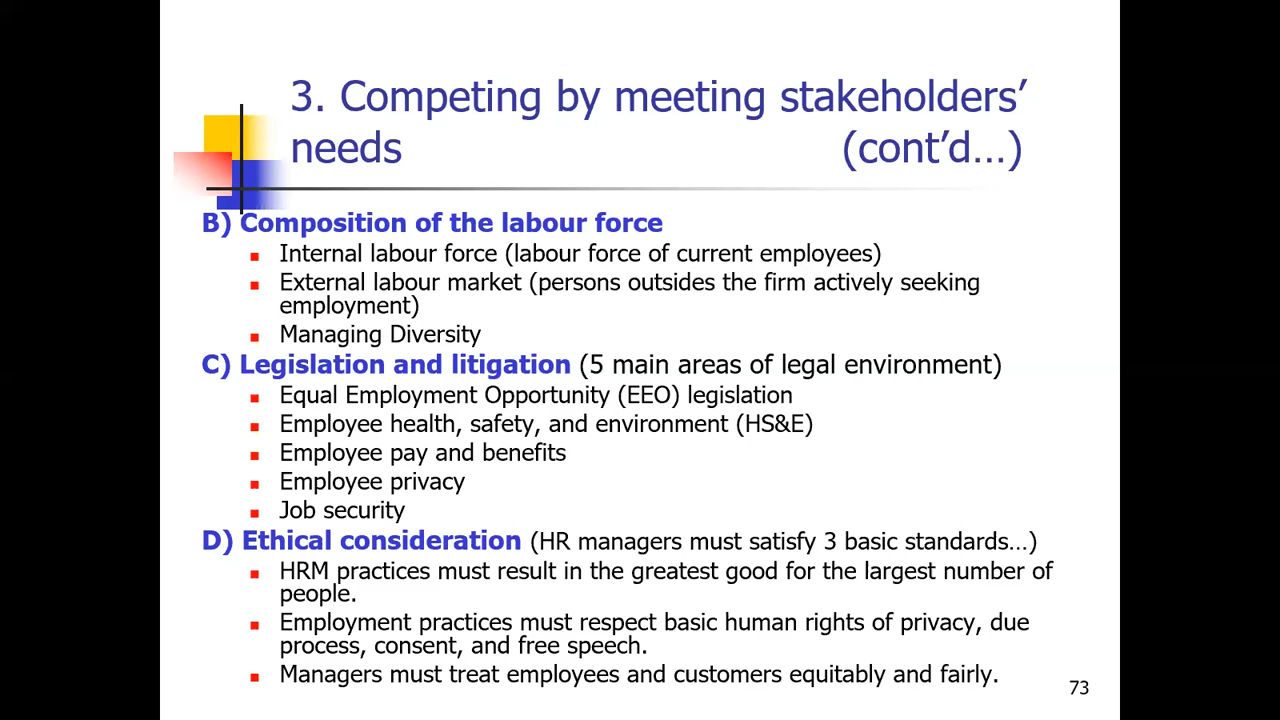 3. Competing by meeting stakeholders’
needs (cont’d…)
B) Composition of the labour force
Internal labour force (labour force of current employees)
External labour market (persons outsides the firm actively seeking
employment)
Managing Diversity
C) Legislation and litigation (5 main areas of legal environment)
Equal Employment Opportunity (EEO) legislation
Employee health, safety, and environment (HS&E)
Employee pay and benefits
Employee privacy
Job security
D) Ethical consideration (HR managers must satisfy 3 basic standards…)
HRM practices must result in the greatest good for the largest number of
people.
Employment practices must respect basic human rights of privacy, due
process, consent, and free speech.
Managers must treat employees and customers equitably and fairly.
73